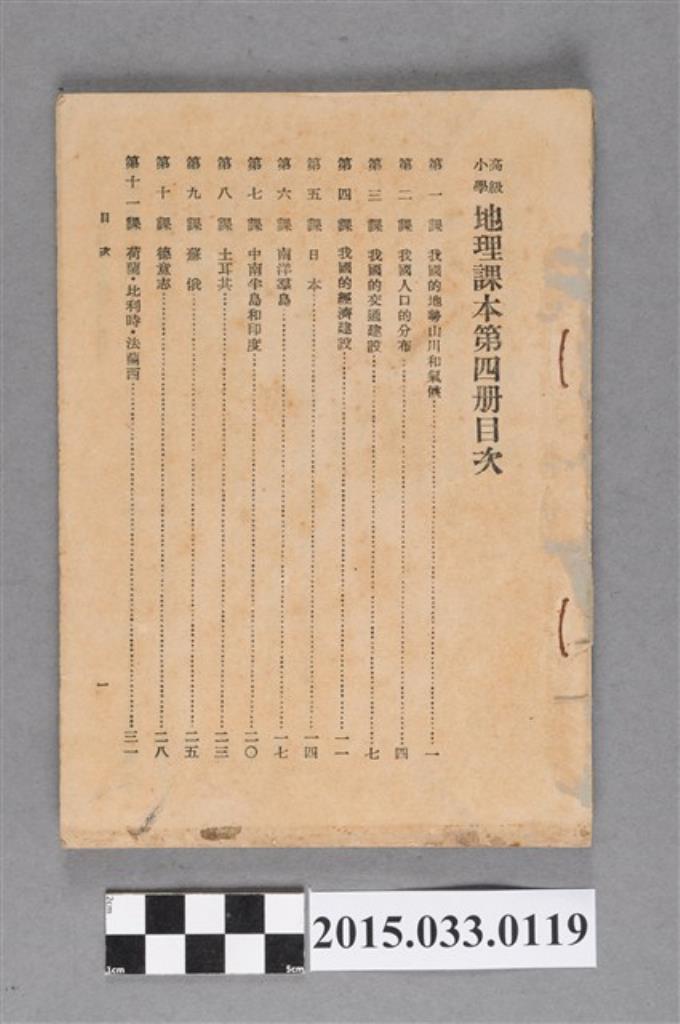 高級小學 地理課本第四册目次
第一課 我國的地勢山川和氣候 一
第二課 我國人口的分布 四
第三課 我國的交通建設 七
第四課 我國的經濟建設 一一
第五課 日本 一四
第六課 南洋羣島 一七
第七課 中南半島和印度 二〇
第八課 土耳其 二三
第九課 蘇俄 二五
第十課 德意志 二八
第十一課 荷蘭·比利時·法蘭西 三一
目次 一
2cm
1cm
5cm
2015.033.0119